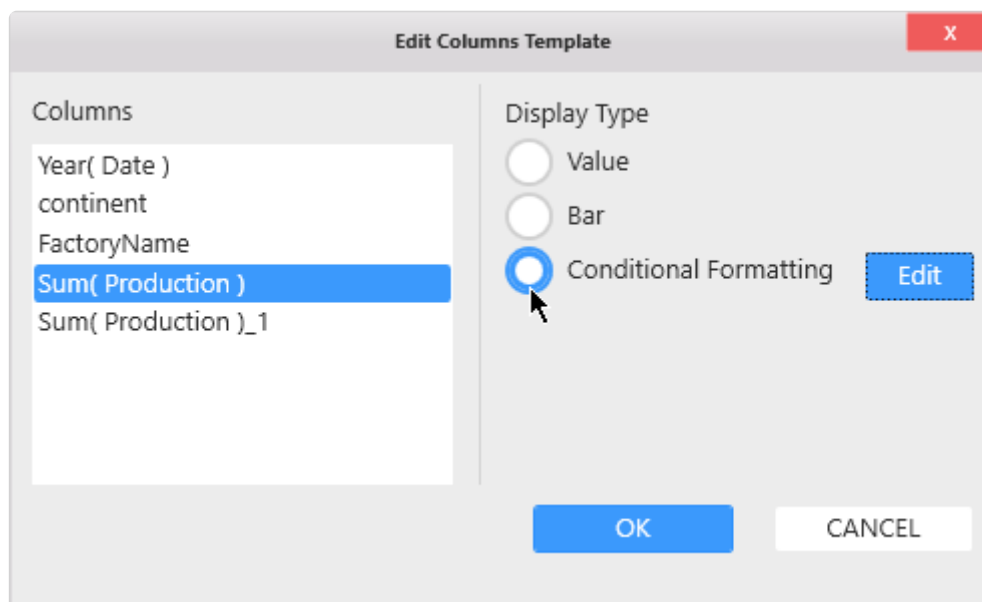 Edit Columns Template
X
Columns
Year( Date )
continent
FactoryName
Sum( Production )
Sum( Production )_1
Display Type
Value
Bar
Conditional Formatting
Edit
OK
CANCEL